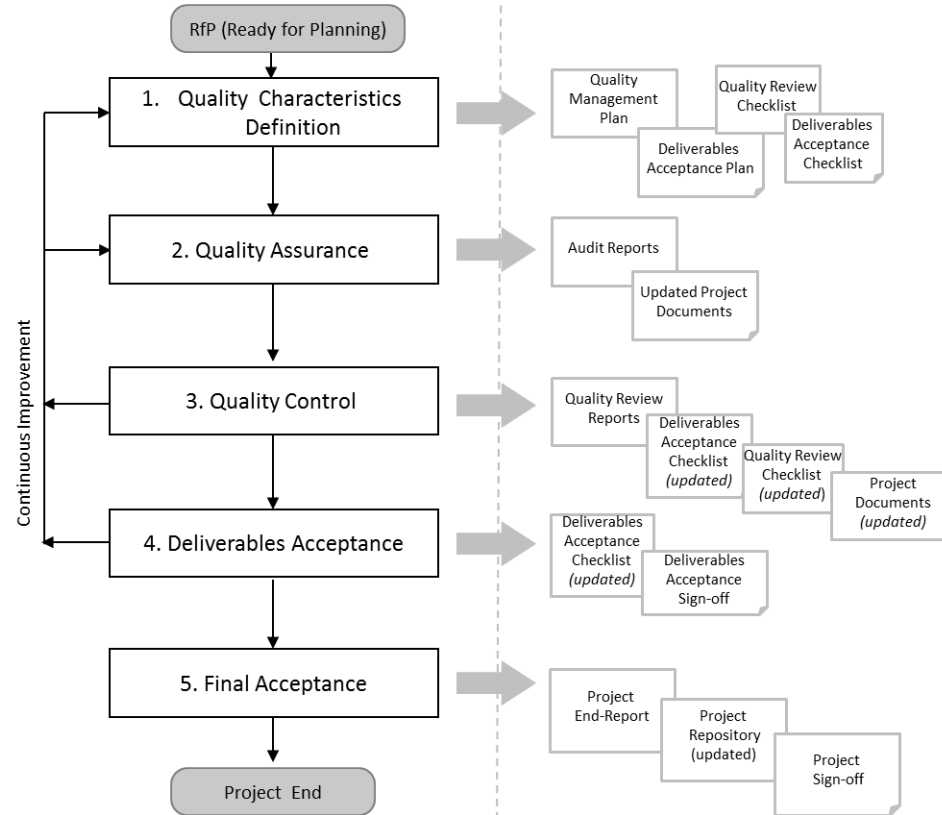 RfP (Ready for Planning)
1. Quality Characteristics
Definition
Quality
Management
Plan
Deliverables
Acceptance Plan
Quality Review
Checklist
Deliverables
Acceptance
Checklist
2. Quality Assurance
Audit Reports
Updated Project
Documents
Continuous Improvement
3. Quality Control
Quality Review
Reports
Deliverables
Acceptance
Checklist
(updated)
Quality Review
Checklist
(updated)
Project
Documents
(updated)
4. Deliverables Acceptance
Deliverables
Acceptance
Checklist
(updated)
Deliverables
Acceptance
Sign-off
5. Final Acceptance
Project
End-Report
Project
Repository
(updated)
Project
Sign-off
Project End